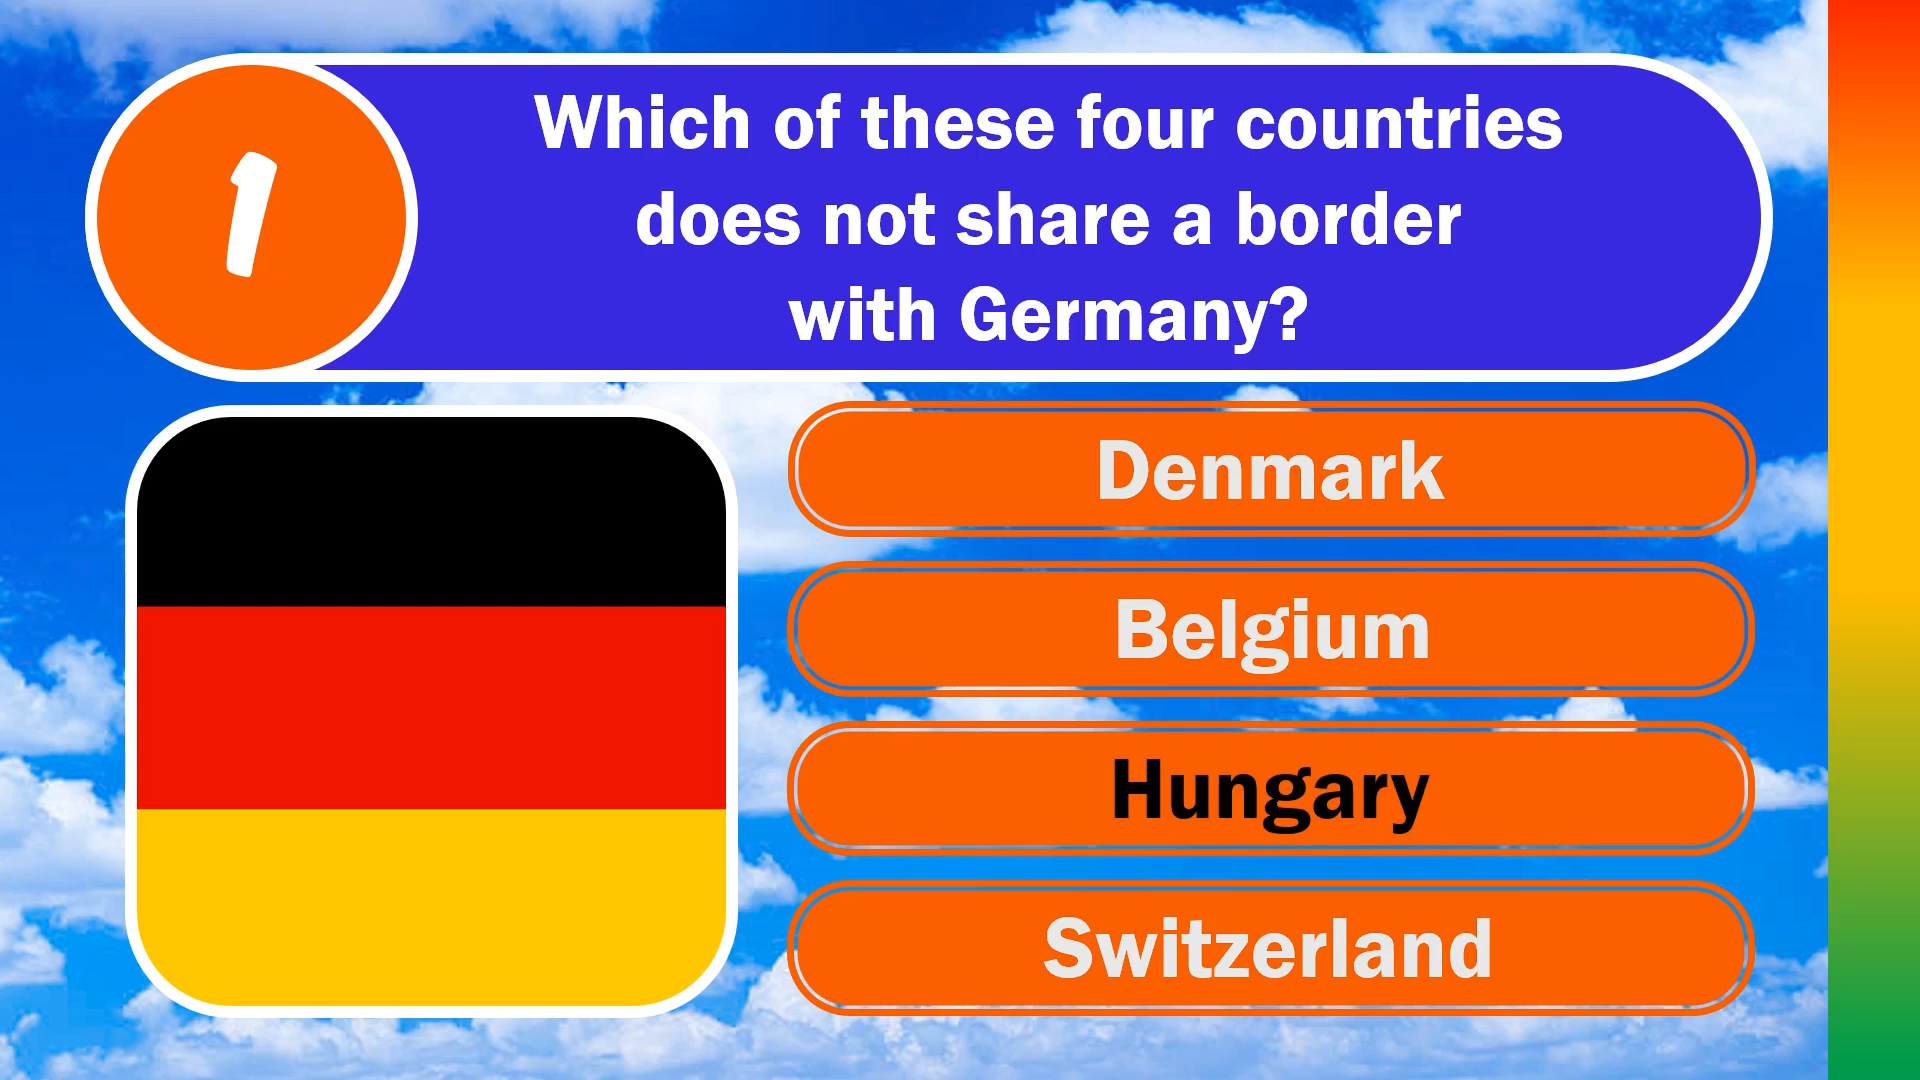 1
Which of these four countries
does not share a border
with Germany?
Denmark
Belgium
Hungary
Switzerland